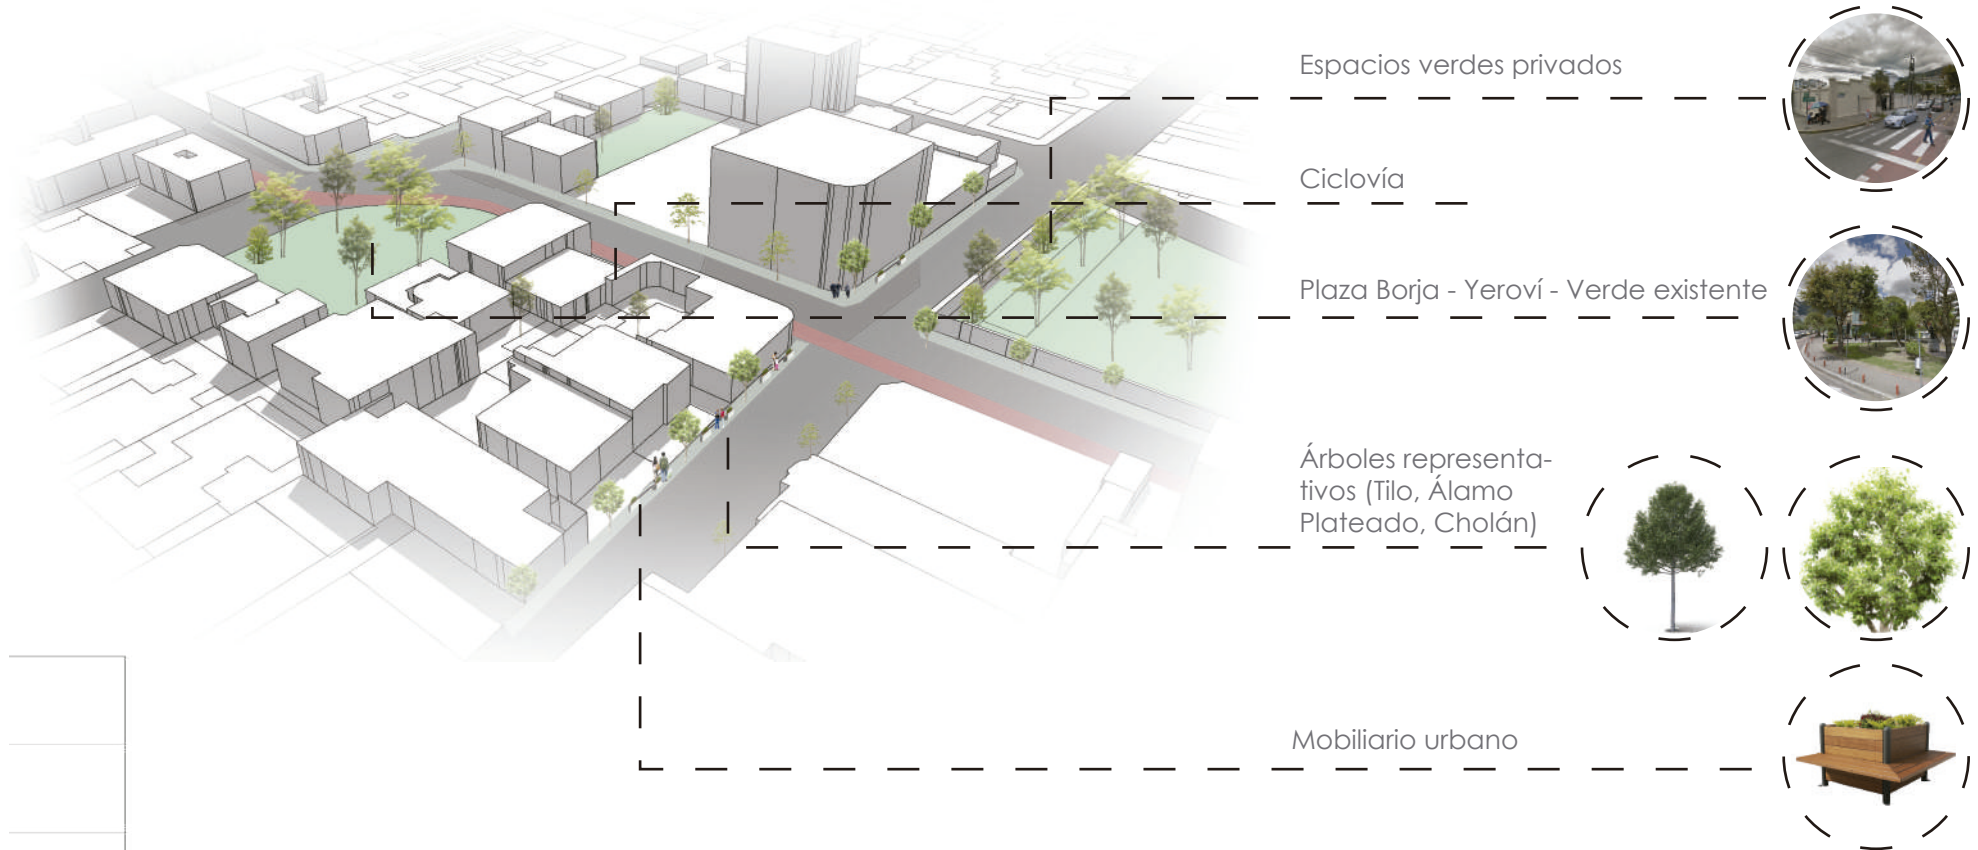 Espacios verdes privados
Ciclovía
Plaza Borja - Yeroví - Verde existente
Árboles representa-
tivos (Tilo, Álamo
Plateado, Cholán)
Mobiliario urbano